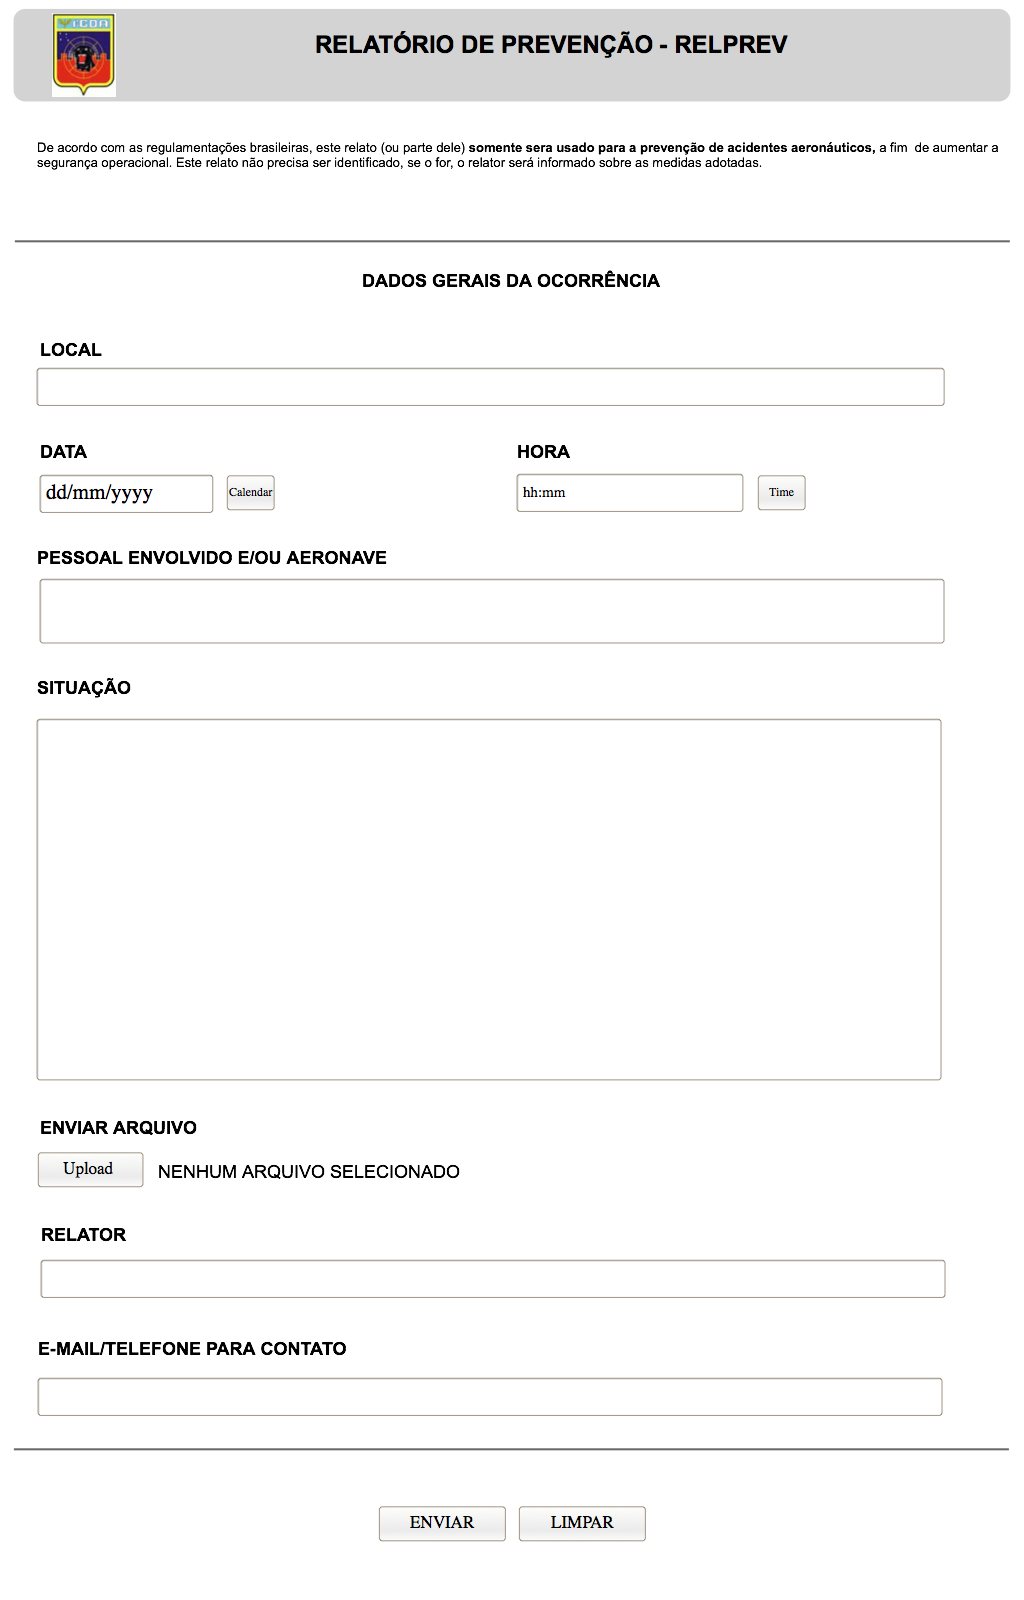 RELATÓRIO DE PREVENÇÃO - RELPREV
De acordo com as regulamentações brasileiras, este relato (ou parte dele) somente sera usado para a prevenção de acidentes aeronáuticos, a fim de aumentar a
segurança operacional. Este relato não precisa ser identificado, se o for, o relator será informado sobre as medidas adotadas.
DADOS GERAIS DA OCORRÊNCIA
LOCAL
DATA HORA
dd/mm/yyyy Calendar hh:mm Time
PESSOAL ENVOLVIDO E/OU AERONAVE
SITUAÇÃO
ENVIAR ARQUIVO
Upload NENHUM ARQUIVO SELECIONADO
RELATOR
E-MAIL/TELEFONE PARA CONTATO
ENVIAR LIMPAR